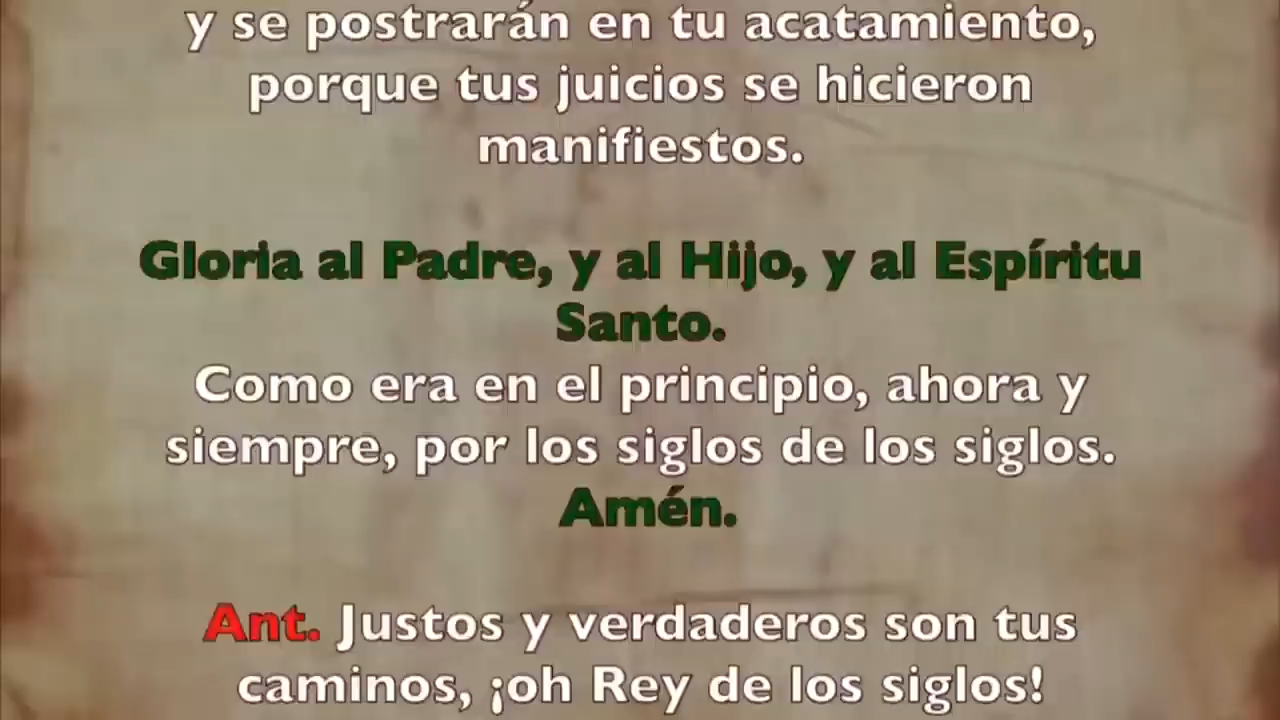 y se postrarán en tu acatamiento,
porque tus juicios se hicieron
manifiestos.
Gloria al Padre, y al Hijo, y al Espíritu
Santo.
Como era en el principio, ahora y
siempre, por los siglos de los siglos.
Amén.
Ant. Justos y verdaderos son tus
caminos, ¡oh Rey de los siglos!